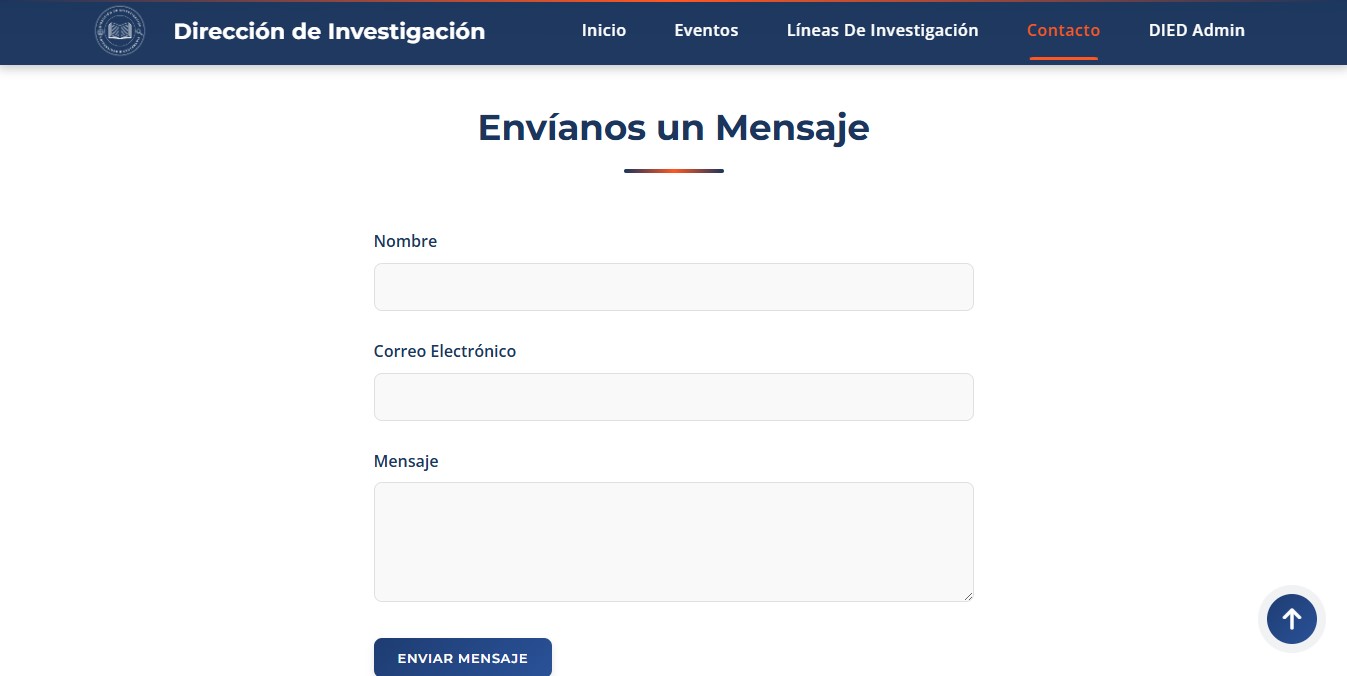 Dirección de Investigación
Inicio
Eventos
Líneas De Investigación
Contacto
DIED Admin
Envíanos un Mensaje
Nombre
Correo Electrónico
Mensaje
ENVIAR MENSAJE